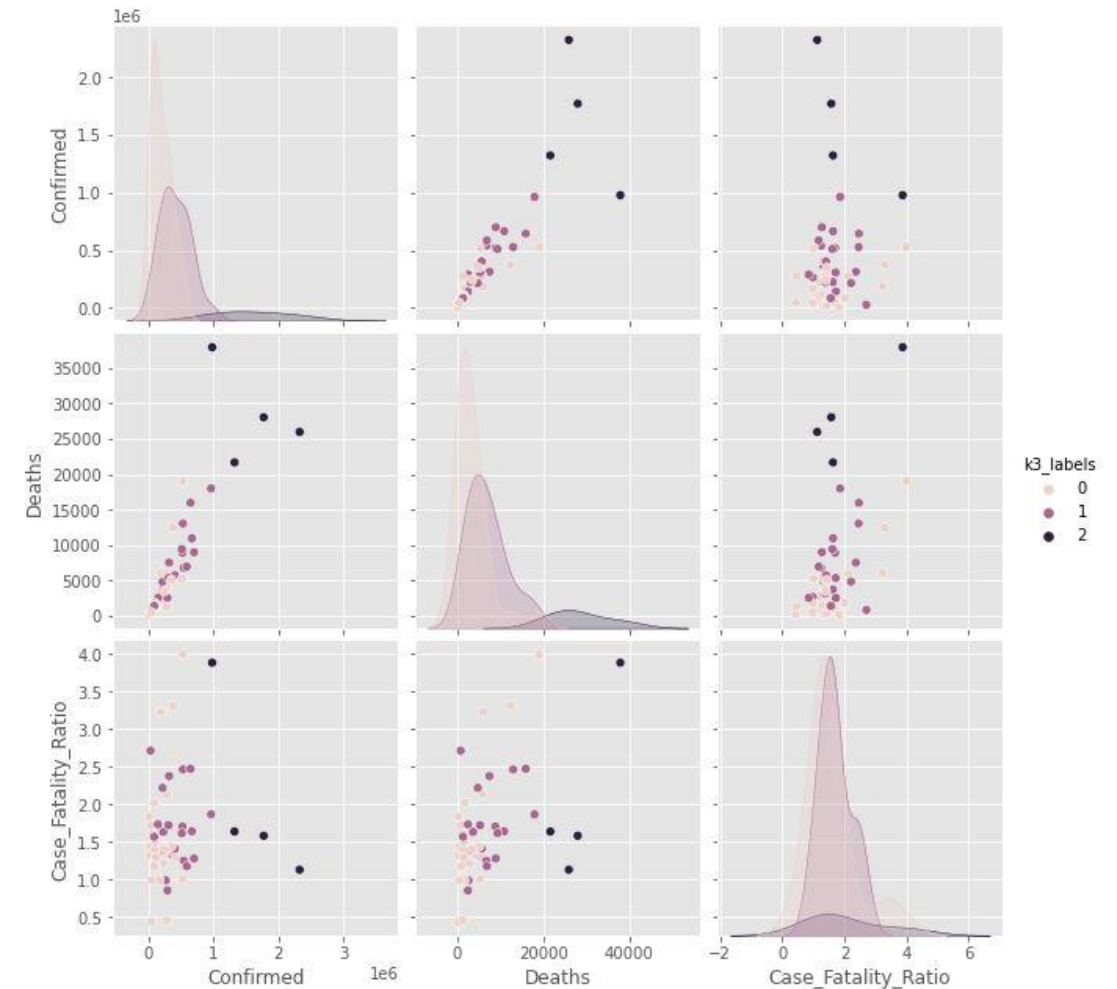 1e6
2.0
1.5
1.0
0.5
0.0
Confirmed
35000
30000
25000
20000
15000
10000
5000
0
Deaths
k3_labels
0
1
2
4.0
3.5
3.0
2.5
2.0
1.5
1.0
0.5
Case_Fatality_Ratio
0 1 2 3
1e6
Confirmed
0 20000 40000
Deaths
−2 0 2 4 6
Case_Fatality_Ratio